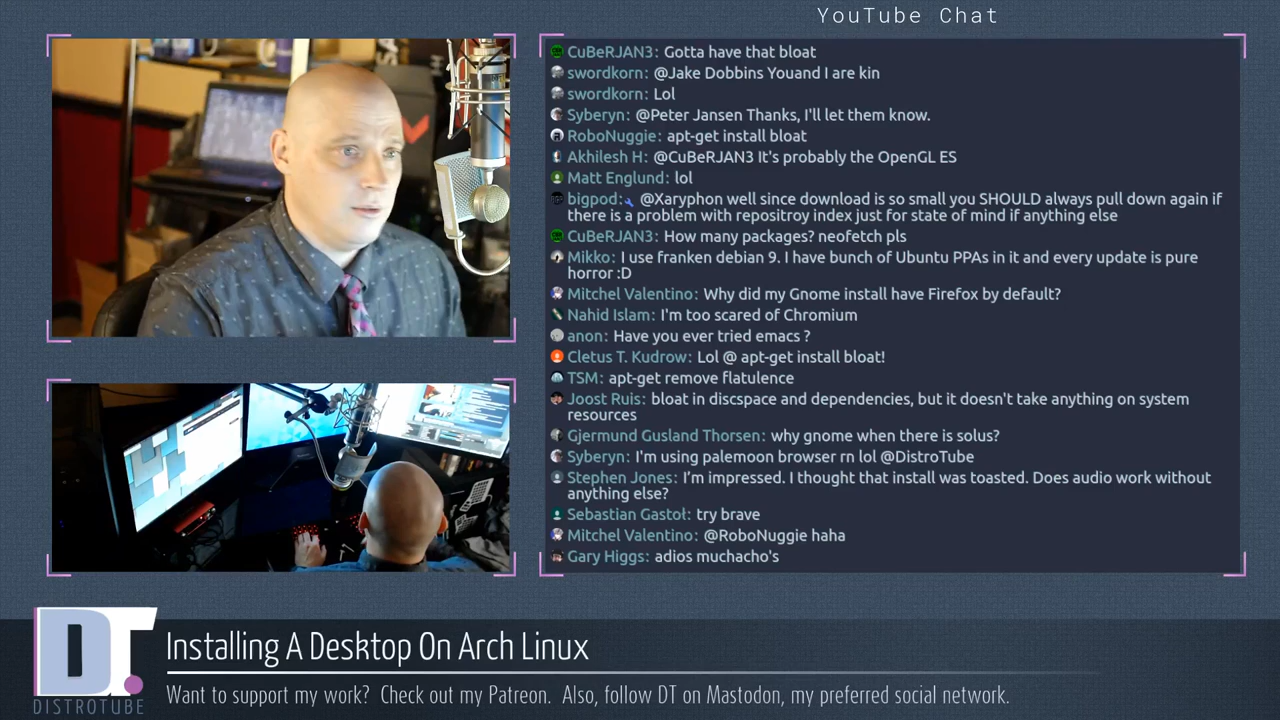 YouTube Chat
CuBeRJAN3: Gotta have that bloat
swordkorn: @Jake Dobbins Youand I are kin
swordkorn: Lol
Syberyn: @Peter Jansen Thanks, I'll let them know.
RoboNuggie: apt-get install bloat
Akhilesh H: @CuBeRJAN3 It's probably the OpenGL ES
Matt Englund: lol
bigpod: @Xaryphon well since download is so small you SHOULD always pull down again if
there is a problem with repositroy index just for state of mind if anything else
CuBeRJAN3: How many packages? neofetch pls
Mikko: I use franken debian 9. I have bunch of Ubuntu PPAs in it and every update is pure
horror :D
Mitchel Valentino: Why did my Gnome install have Firefox by default?
Nahid Islam: I'm too scared of Chromium
anon: Have you ever tried emacs ?
Cletus T. Kudrow: Lol @ apt-get install bloat!
TSM: apt-get remove flatulence
Joost Ruis: bloat in discspace and dependencies, but it doesn't take anything on system
resources
Gjermund Gusland Thorsen: why gnome when there is solus?
Syberyn: I'm using palemoon browser rn lol @DistroTube
Stephen Jones: I’m impressed. I thought that install was toasted. Does audio work without
anything else?
Sebastian Gastoł: try brave
Mitchel Valentino: @RoboNuggie haha
Gary Higgs: adios muchacho's
DT
DISTROTUBE
Installing A Desktop On Arch Linux
Want to support my work? Check out my Patreon. Also, follow DT on Mastodon, my preferred social network.